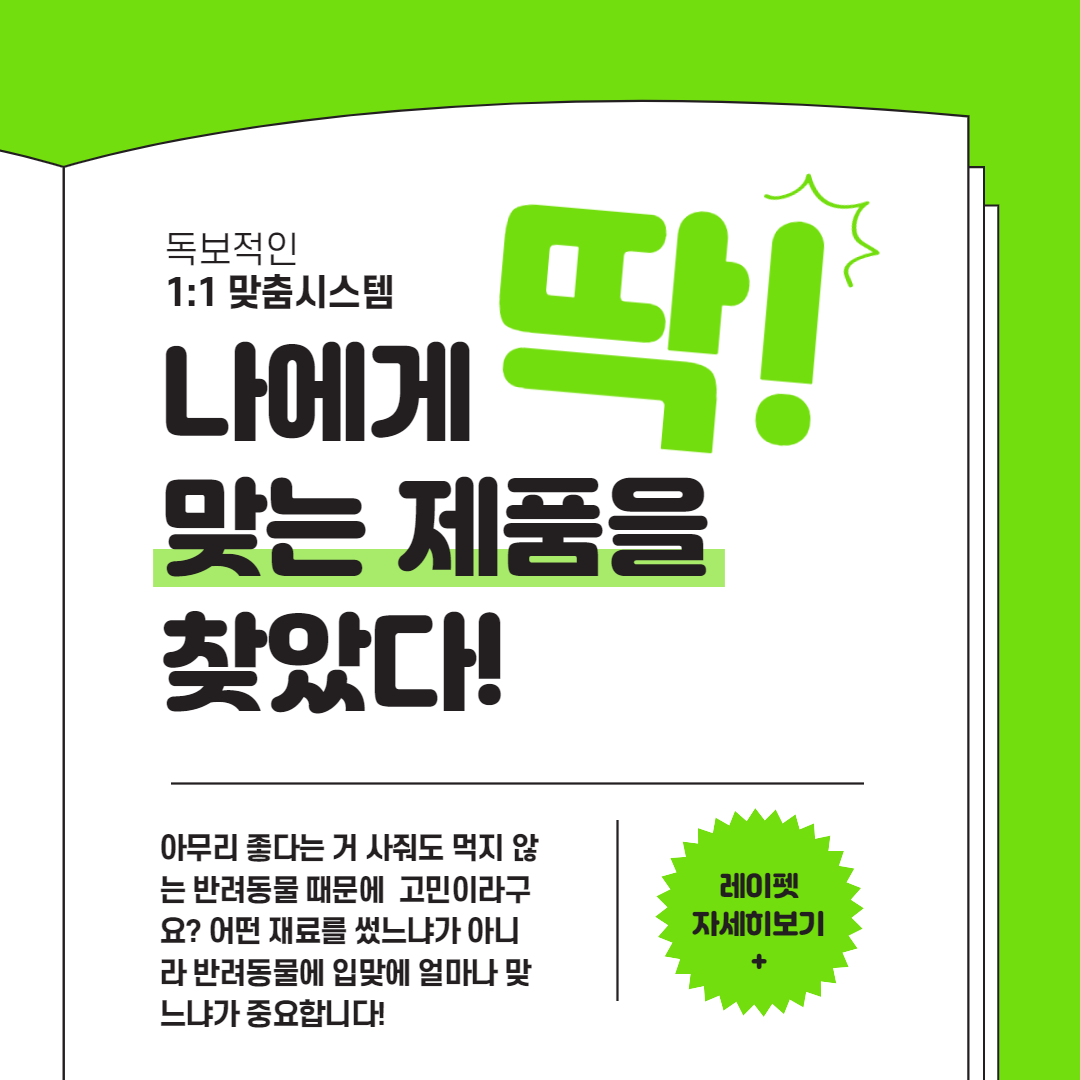 독보적인
1:1 맞춤시스템
나에게 딱!
맞는 제품을
찾았다!
아무리 좋다는 거 사줘도 먹지 않
는 반려동물 때문에 고민이라구
요? 어떤 재료를 썼느냐가 아니
라 반려동물에 입맞에 얼마나 맞
느냐가 중요합니다!
레이펫
자세히보기
+